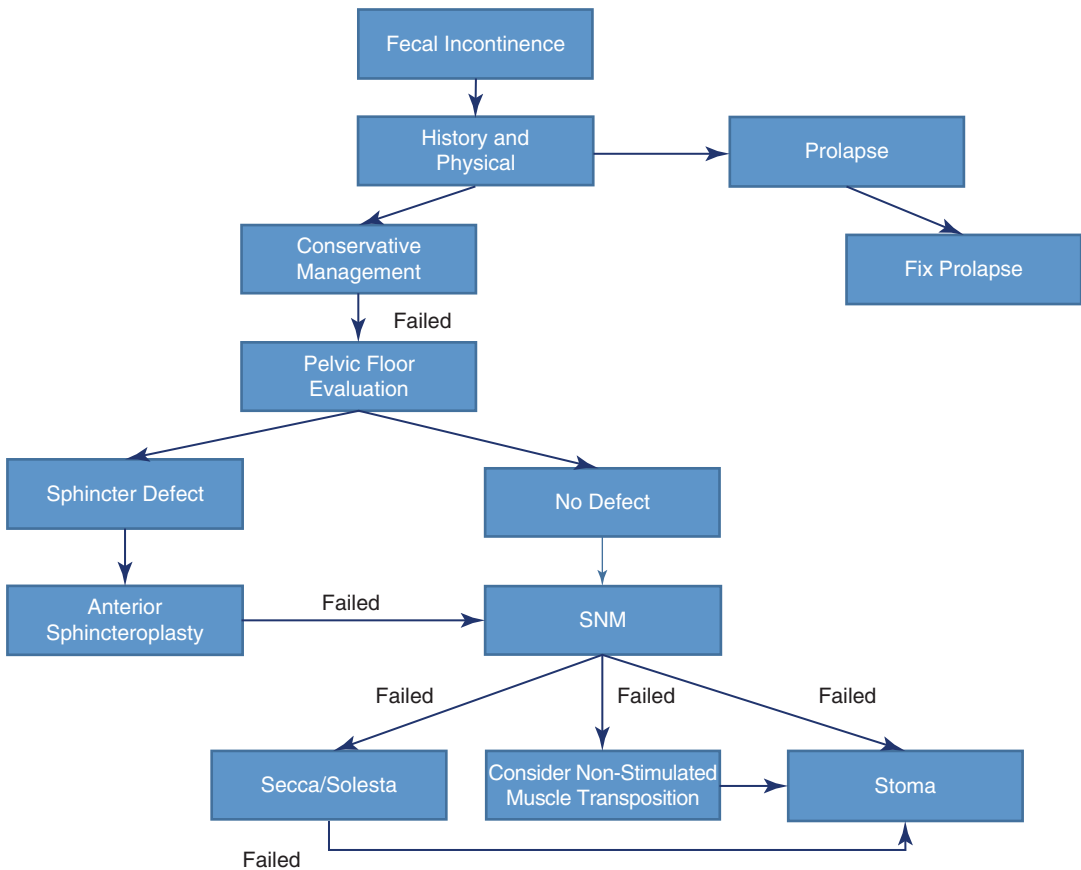 Fecal Incontinence
History and
Physical
Prolapse
Conservative
Management
Fix Prolapse
Failed
Pelvic Floor
Evaluation
Sphincter Defect
No Defect
Anterior
Sphincteroplasty
Failed
SNM
Failed
Failed
Failed
Secca/Solesta
Consider Non-Stimulated
Muscle Transposition
Stoma
Failed